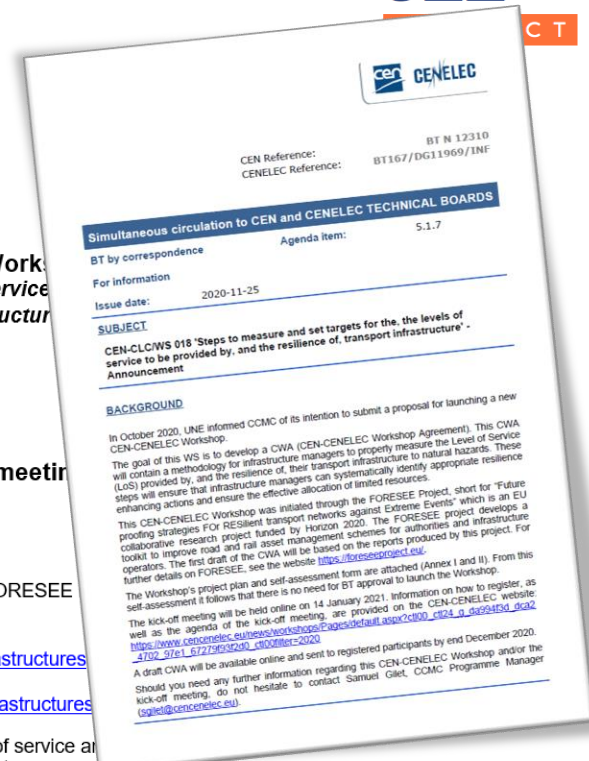 CT
cen CENELEC
CEN Reference: BT N 12310
CENELEC Reference: BT167/DG11969/INF
Simultaneous circulation to CEN and CENELEC TECHNICAL BOARDS
BT by correspondence Agenda item: 5.1.7
For information
Issue date: 2020-11-25
SUBJECT
CEN-CLC/WS 018 'Steps to measure and set targets for the, the levels of
service to be provided by, and the resilience of, transport infrastructure' -
Announcement
BACKGROUND
In October 2020, UNE informed CCMC of its intention to submit a proposal for launching a new
CEN-CENELEC Workshop.
The goal of this WS is to develop a CWA (CEN-CENELEC Workshop Agreement). This CWA
will contain a methodology for infrastructure managers to properly measure the Level of Service
(LoS) provided by, and the resilience of, their transport infrastructure to natural hazards. These
steps will ensure that infrastructure managers can systematically identify appropriate resilience
enhancing actions and ensure the effective allocation of limited resources.
This CEN-CENELEC Workshop was initiated through the FORESEE Project, short for "Future
proofing strategies FOr RESilient transport networks against Extreme Events" which is an EU
collaborative research project funded by Horizon 2020. The FORESEE project develops a
toolkit to improve road and rail asset management schemes for authorities and infrastructure
operators. The first draft of the CWA will be based on the reports produced by this project. For
further details on FORESEE, see the website https://foreseeproject.eu/.
The Workshop's project plan and self-assessment form are attached (Annex I and II). From this
self-assessment it follows that there is no need for BT approval to launch the Workshop.
The kick-off meeting will be held online on 14 January 2021. Information on how to register, as
well as the agenda of the kick-off meeting, are provided on the CEN-CENELEC website:
https://www.cencenelec.eu/news/workshops/Pages/default.aspx?ctl00_ctl24_g_da994f3d_dca2
_4702_97e1_67279f93f2d0_ctl00filter=2020
A draft CWA will be available online and sent to registered participants by end December 2020.
Should you need any further information regarding this CEN-CENELEC Workshop and/or the
kick-off meeting, do not hesitate to contact Samuel Gilet, CCMC Programme Manager
(sgilet@cencenelec.eu).
meetin
ORESEE
astructures
rastructures
of service ar